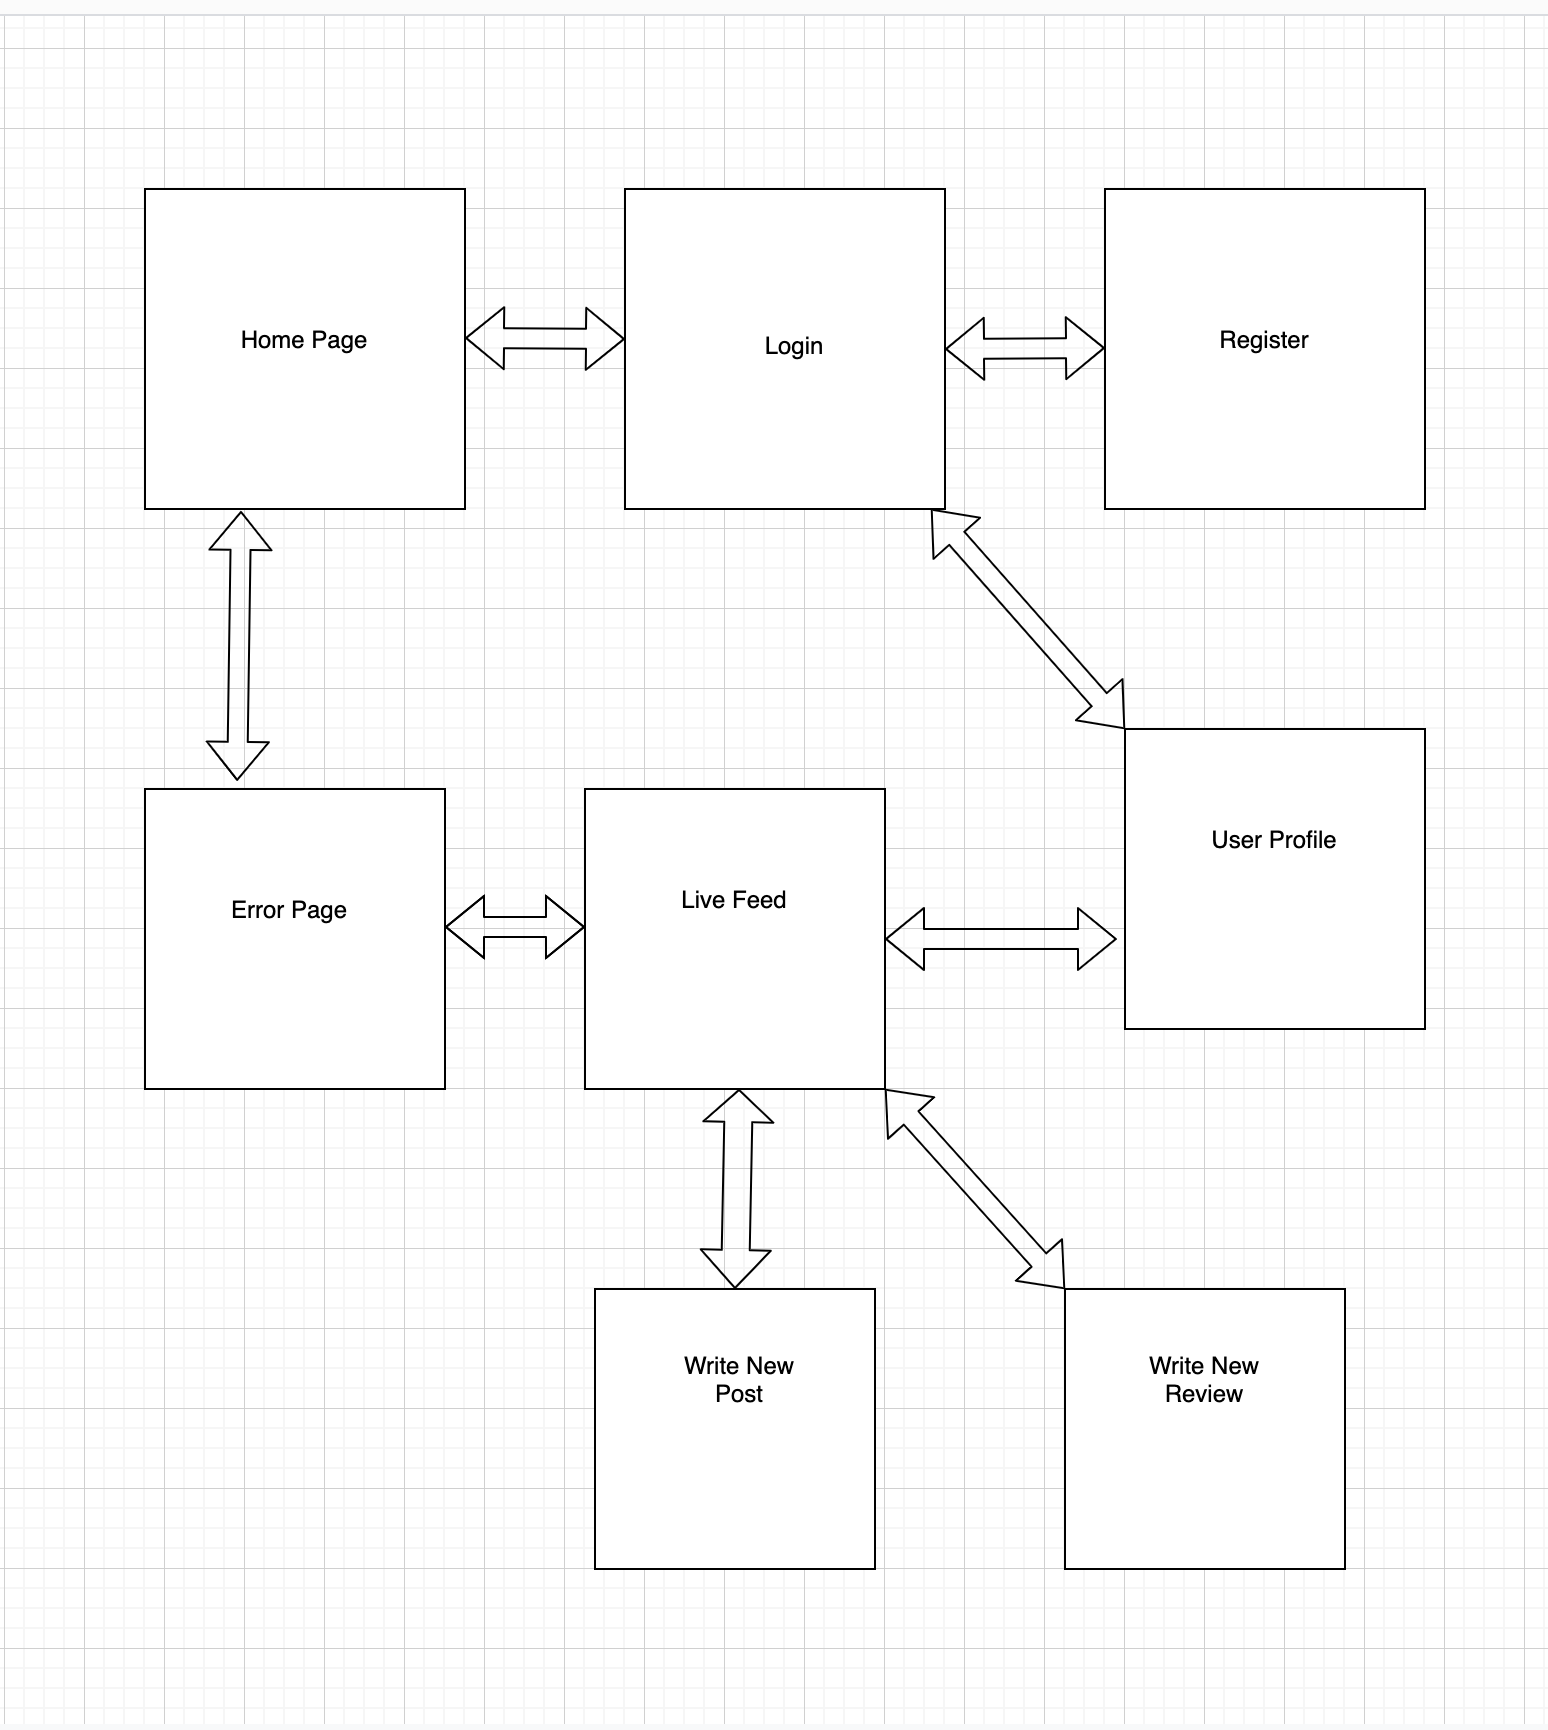 Home Page
Login
Register
User Profile
Error Page
Live Feed
Write New
Post
Write New
Review